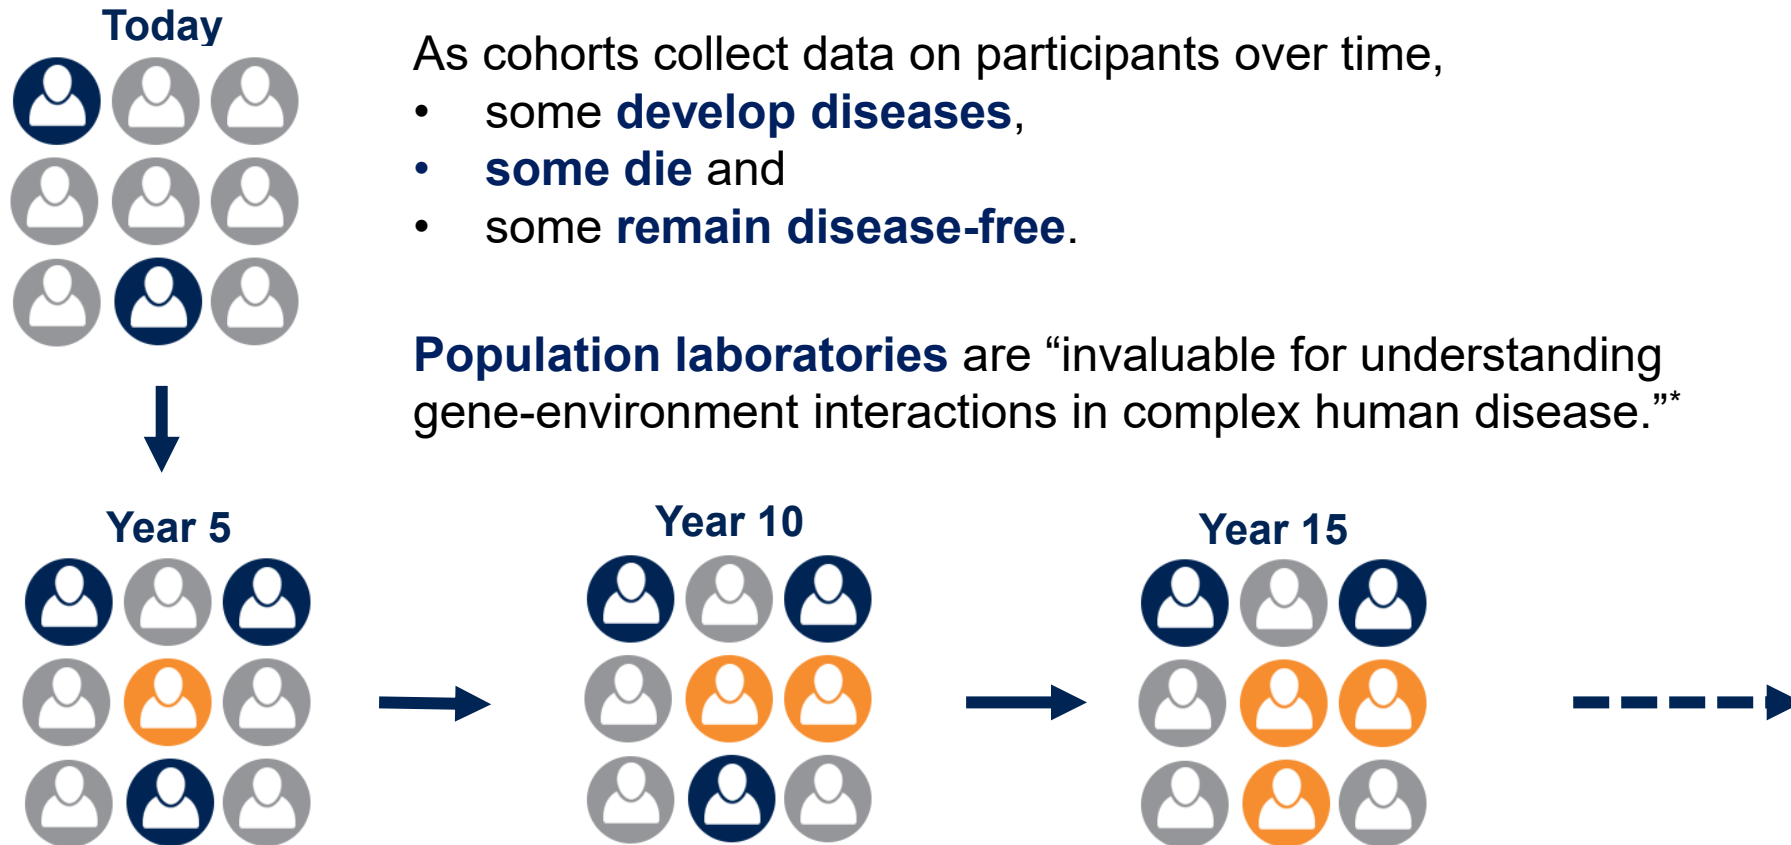 Today
As cohorts collect data on participants over time,
• some develop diseases,
• some die and
• some remain disease-free.
Population laboratories are “invaluable for understanding
gene-environment interactions in complex human disease.”*
Year 5
Year 10
Year 15